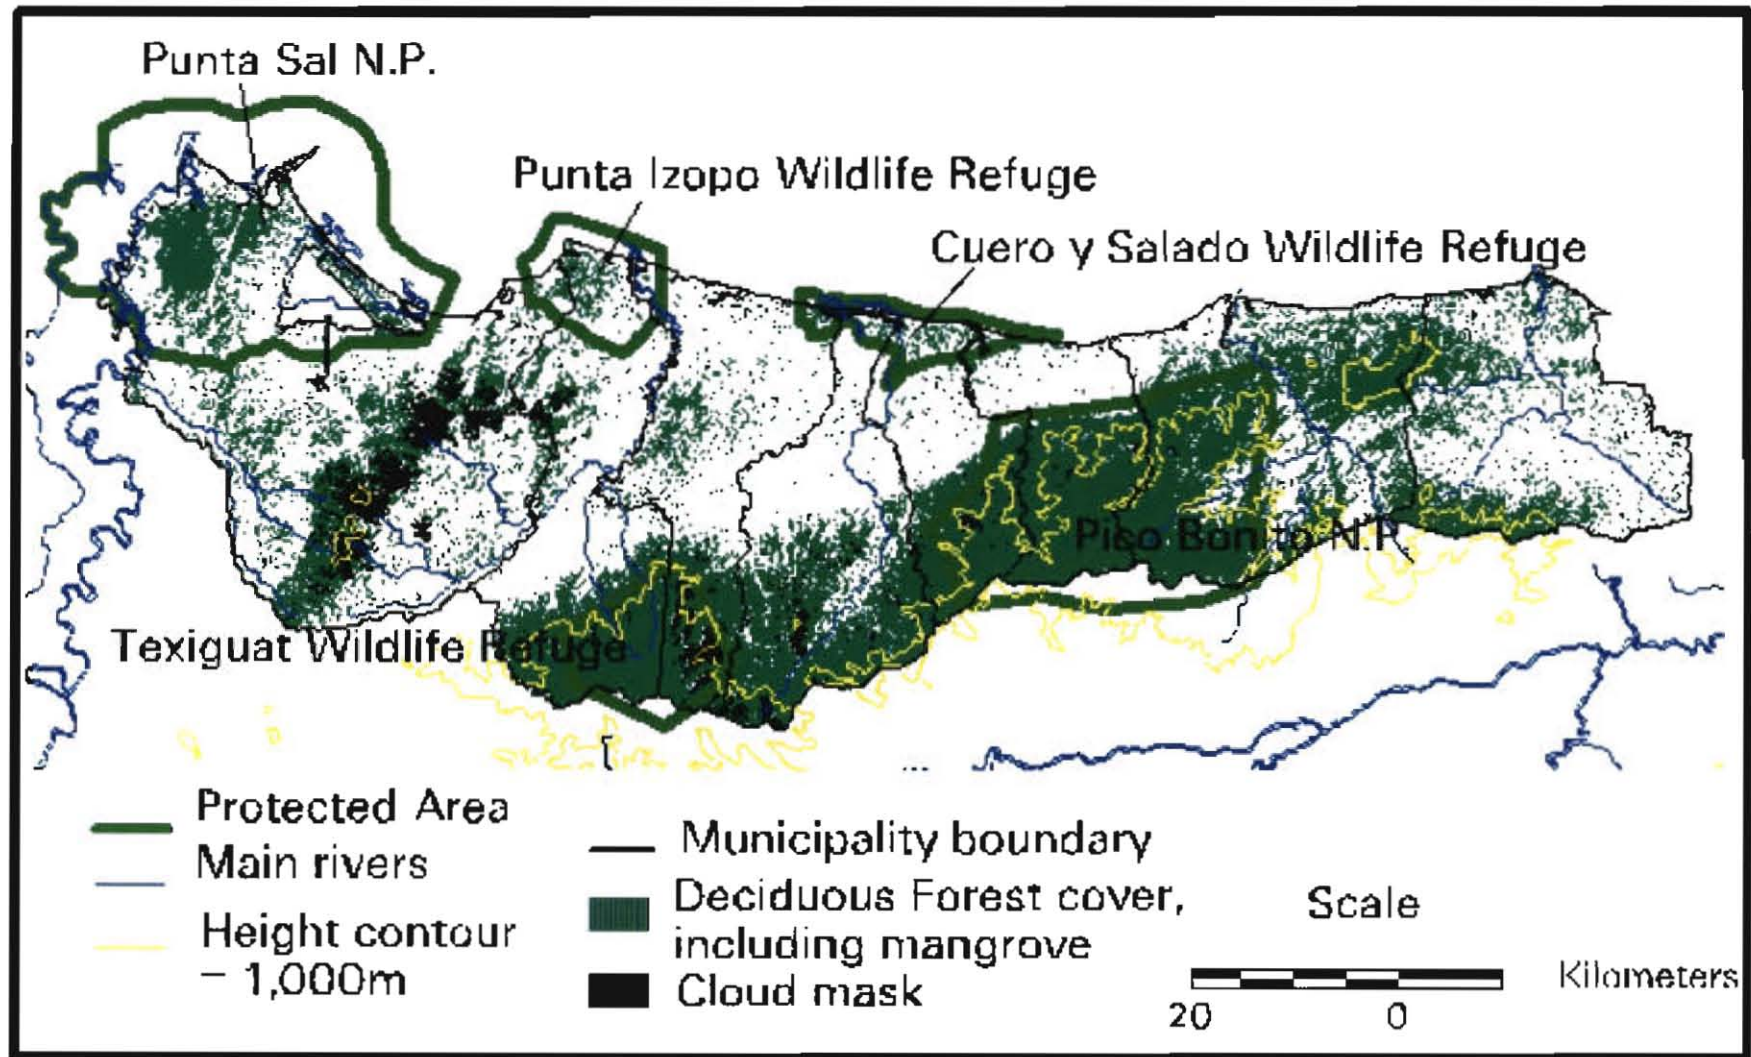 Punta Sal N.P.
Punta Izopo Wildlife Refuge
Cuero y Salado Wildlife Refuge
Pico Bonito N.P.
Texiguat Wildlife Refuge
Protected Area
Main rivers
Height contour
– 1,000m
Municipality boundary
Deciduous Forest cover,
including mangrove
Cloud mask
Scale
Kilometers
20 0